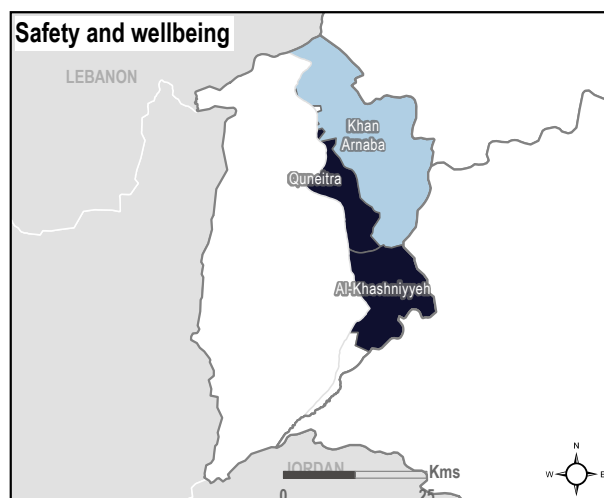 Safety and wellbeing
LEBANON
Khan
Arnaba
Quneitra
Al-Khashniyyeh
JORDAN
Kms
0
25
N
W
E
S